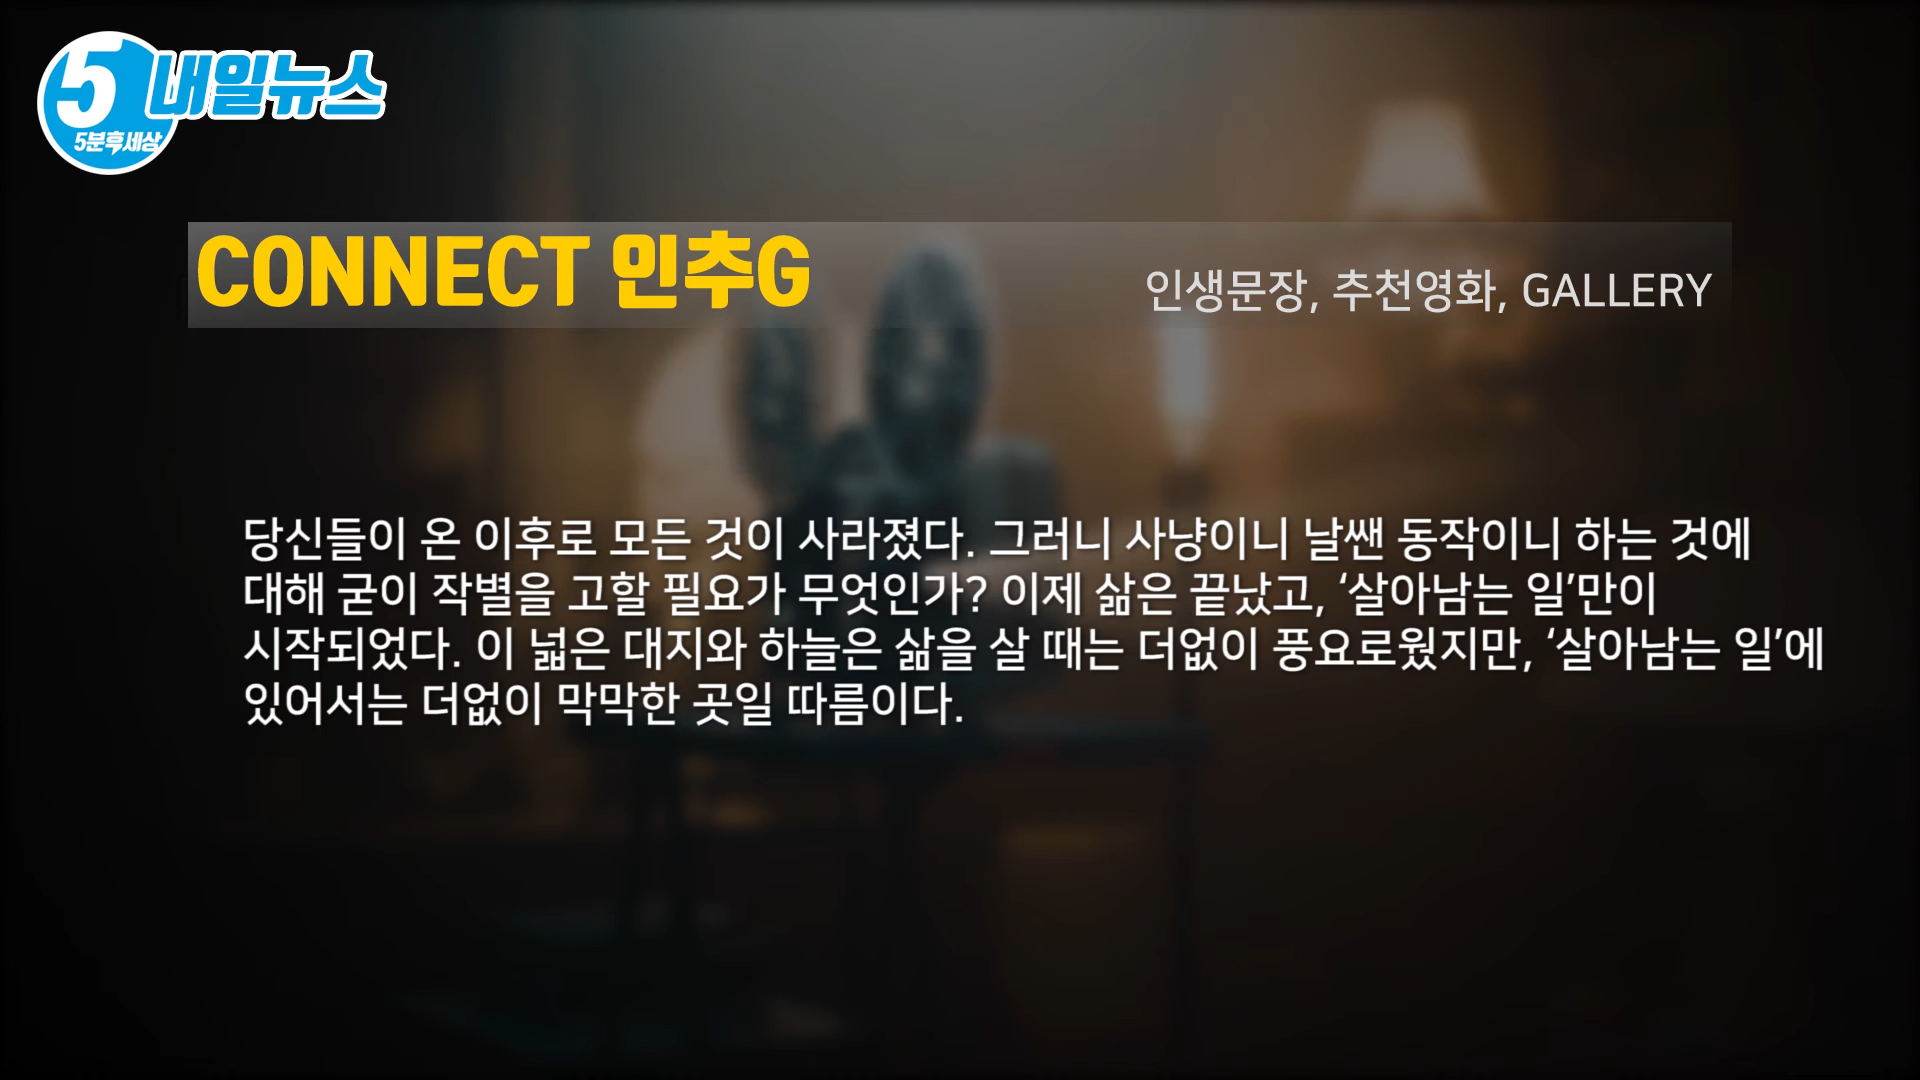 5 내일뉴스
5분후세상
CONNECT 인추G
인생문장, 추천영화, GALLERY
당신들이 온 이후로 모든 것이 사라졌다. 그러니 사냥이니 날쌘 동작이니 하는 것에
대해 굳이 작별을 고할 필요가 무엇인가? 이제 삶은 끝났고, ‘살아남는 일’만이
시작되었다. 이 넓은 대지와 하늘은 삶을 살 때는 더없이 풍요로웠지만, ‘살아남는 일’에
있어서는 더없이 막막한 곳일 따름이다.